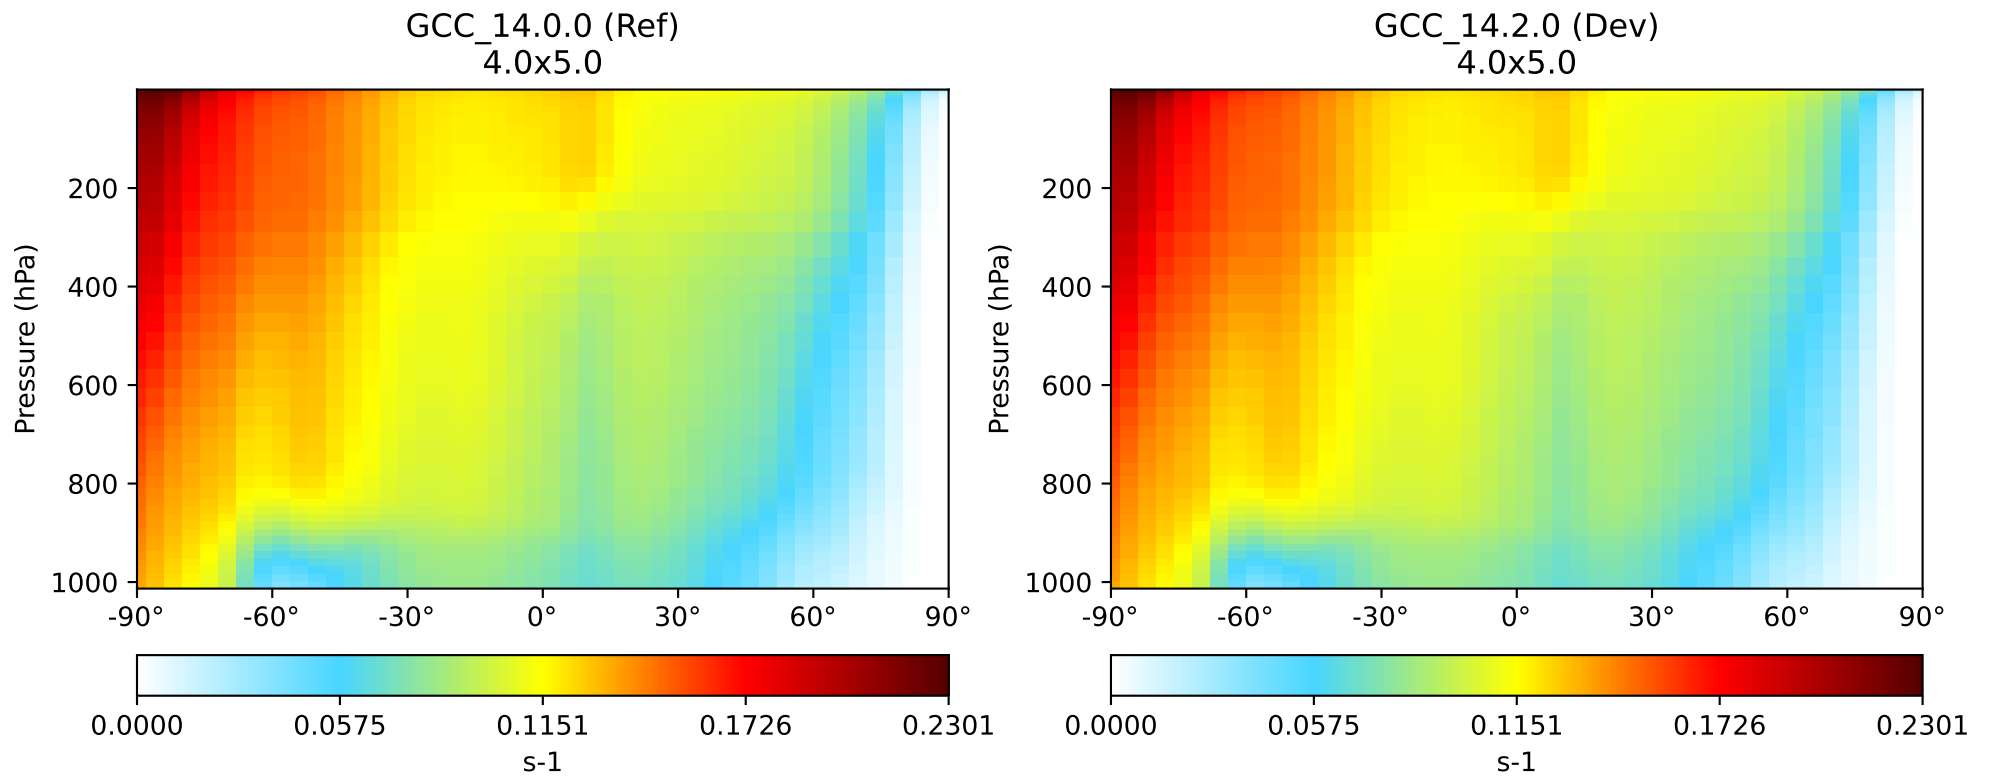 GCC_14.0.0 (Ref)
4.0x5.0
Pressure (hPa)
200
400
600
800
1000
-90° -60° -30° 0° 30° 60° 90°
0.0000 0.0575 0.1151 0.1726 0.2301
s-1
GCC_14.2.0 (Dev)
4.0x5.0
Pressure (hPa)
200
400
600
800
1000
-90° -60° -30° 0° 30° 60° 90°
0.0000 0.0575 0.1151 0.1726 0.2301
s-1